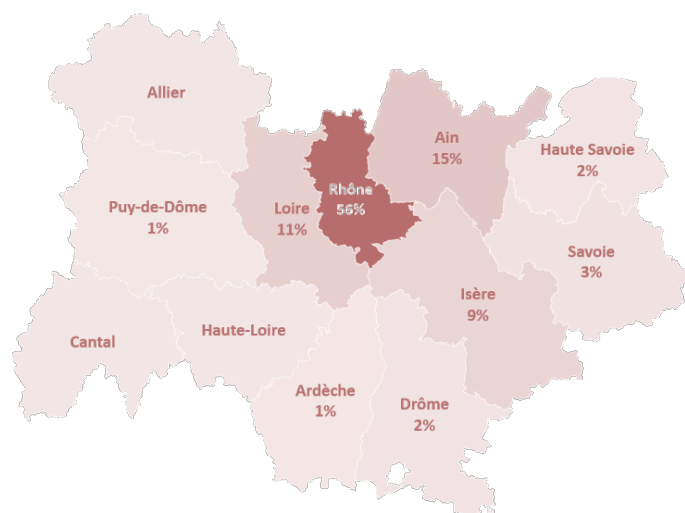 Allier
Ain
15%
Haute Savoie
2%
Rhône
56%
Puy-de-Dôme
1%
Loire
11%
Savoie
3%
Isère
9%
Haute-Loire
Cantal
Ardèche
1%
Drôme
2%